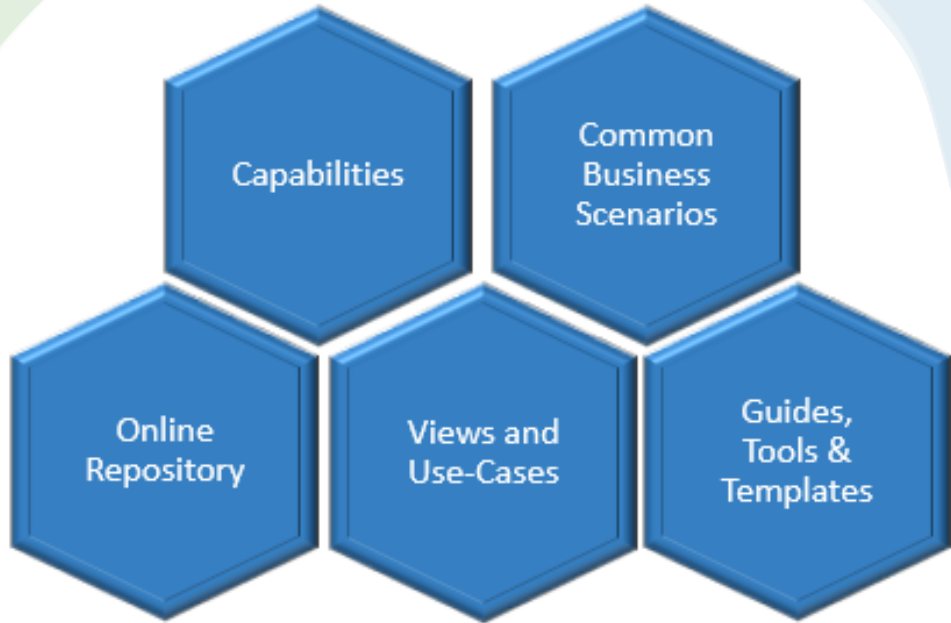 Capabilities
Common
Business
Scenarios
Online
Repository
Views and
Use-Cases
Guides,
Tools &
Templates